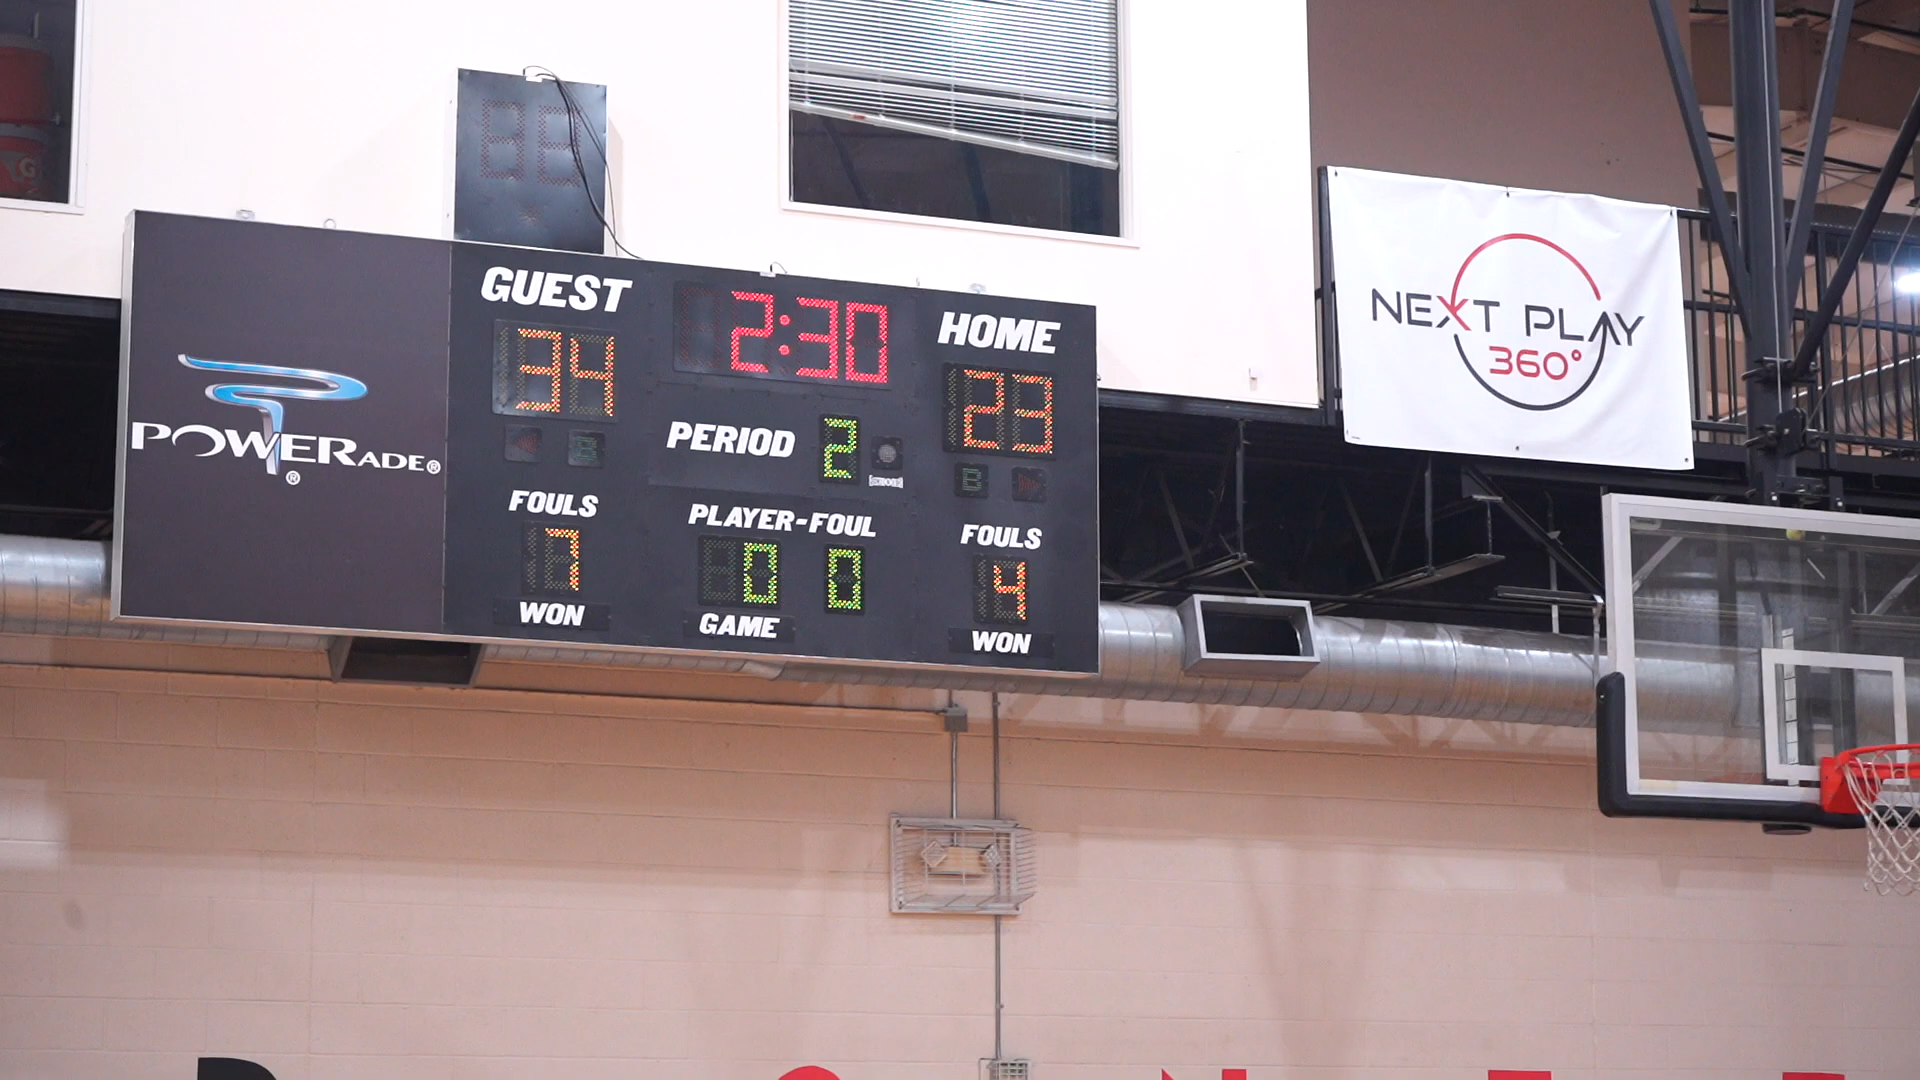 GUEST
34
2:30
HOME
23
PERIOD 2
B
B
POWERADE®
®
FOULS
7
WON
PLAYER-FOUL
0 0
GAME
FOULS
4
WON
NEXT PLAY
360°
G